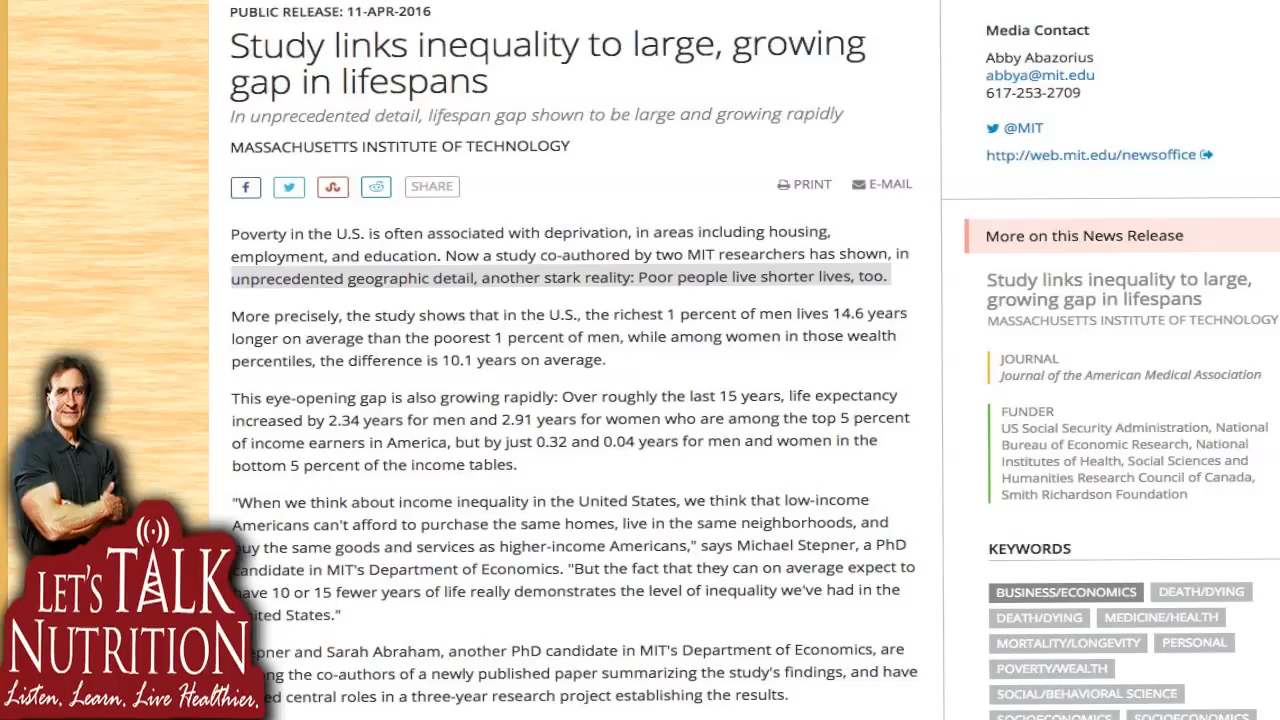 PUBLIC RELEASE: 11-APR-2016
Study links inequality to large, growing
gap in lifespans
In unprecedented detail, lifespan gap shown to be large and growing rapidly
MASSACHUSETTS INSTITUTE OF TECHNOLOGY
SHARE
PRINT
E-MAIL
Poverty in the U.S. is often associated with deprivation, in areas including housing,
employment, and education. Now a study co-authored by two MIT researchers has shown, in
unprecedented geographic detail, another stark reality: Poor people live shorter lives, too.
More precisely, the study shows that in the U.S., the richest 1 percent of men lives 14.6 years
longer on average than the poorest 1 percent of men, while among women in those wealth
percentiles, the difference is 10.1 years on average.
This eye-opening gap is also growing rapidly: Over roughly the last 15 years, life expectancy
increased by 2.34 years for men and 2.91 years for women who are among the top 5 percent
of income earners in America, but by just 0.32 and 0.04 years for men and women in the
bottom 5 percent of the income tables.
"When we think about income inequality in the United States, we think that low-income
Americans can't afford to purchase the same homes, live in the same neighborhoods, and
buy the same goods and services as higher-income Americans," says Michael Stepner, a PhD
candidate in MIT's Department of Economics. "But the fact that they can on average expect to
have 10 or 15 fewer years of life really demonstrates the level of inequality we've had in the
United States."
and Sarah Abraham, another PhD candidate in MIT's Department of Economics, are
the co-authors of a newly published paper summarizing the study's findings, and have
central roles in a three-year research project establishing the results.
Media Contact
Abby Abazorius
abbya@mit.edu
617-253-2709
@MIT
http://web.mit.edu/newsoffice
More on this News Release
Study links inequality to large,
growing gap in lifespans
MASSACHUSETTS INSTITUTE OF TECHNOLOGY
JOURNAL
Journal of the American Medical Association
FUNDER
US Social Security Administration, National
Bureau of Economic Research, National
Institutes of Health, Social Sciences and
Humanities Research Council of Canada,
Smith Richardson Foundation
KEYWORDS
BUSINESS/ECONOMICS
DEATH/DYING
DEATH/DYING
MEDICINE/HEALTH
MORTALITY/LONGEVITY
PERSONAL
POVERTY/WEALTH
SOCIAL/BEHAVIORAL SCIENCE
SOCIOECONOMICS
SOCIOECONOMICS
LET'S TALK
NUTRITION
Listen. Learn. Live Healthier.